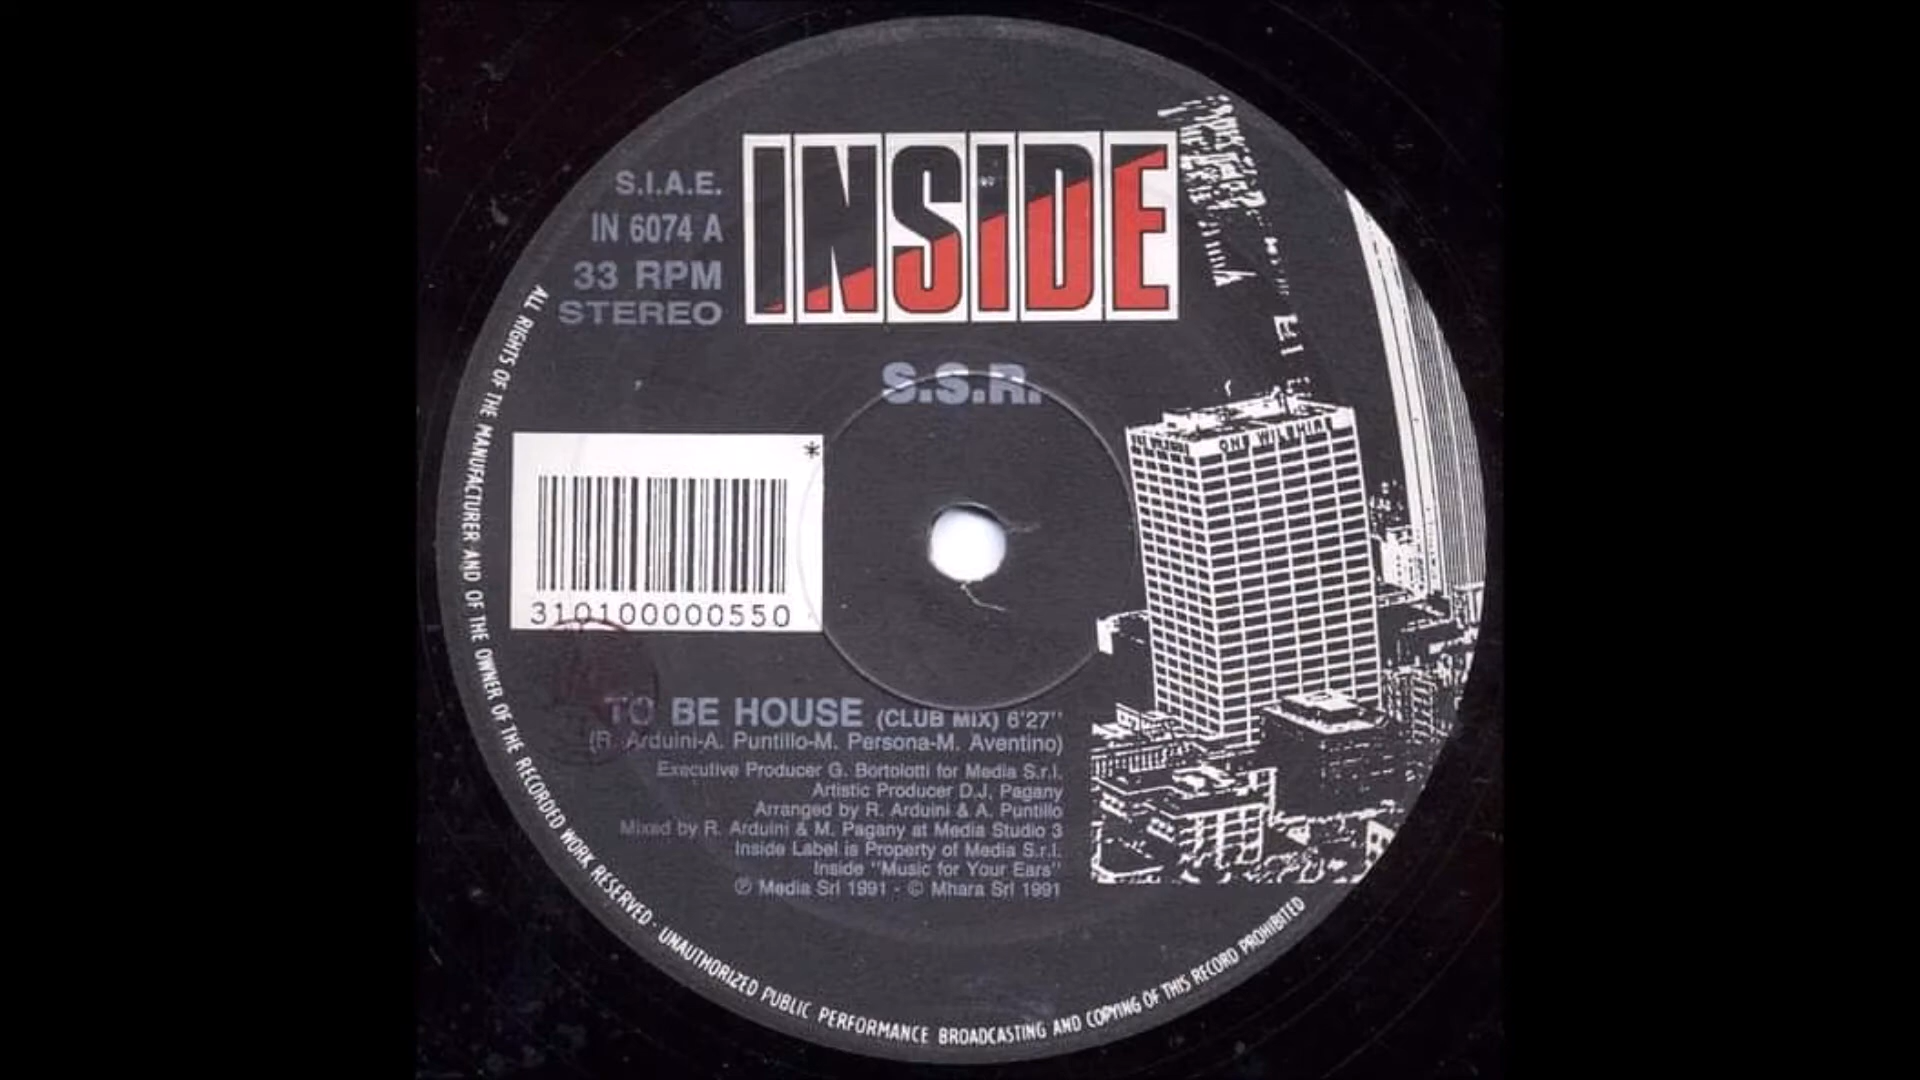 INSIDE
S.I.A.E.
IN 6074 A
33 RPM
STEREO
S.S.R.
*
310100000550
ONE WILSHIRE
TO BE HOUSE (CLUB MIX) 6'27"
(R. Arduini-A. Puntillo-M. Persona-M. Aventino)
Executive Producer G. Bortolotti for Media S.r.l.
Artistic Producer D.J. Pagany
Arranged by R. Arduini & A. Puntillo
Mixed by R. Arduini & M. Pagany at Media Studio 3
Inside Label is Property of Media S.r.l.
Inside "Music for Your Ears"
℗ Media Srl 1991 - © Mhara Srl 1991
ALL RIGHTS OF THE MANUFACTURER AND OF THE OWNER OF THE RECORDED WORK RESERVED · UNAUTHORIZED PUBLIC PERFORMANCE BROADCASTING AND COPYING OF THIS RECORD PROHIBITED